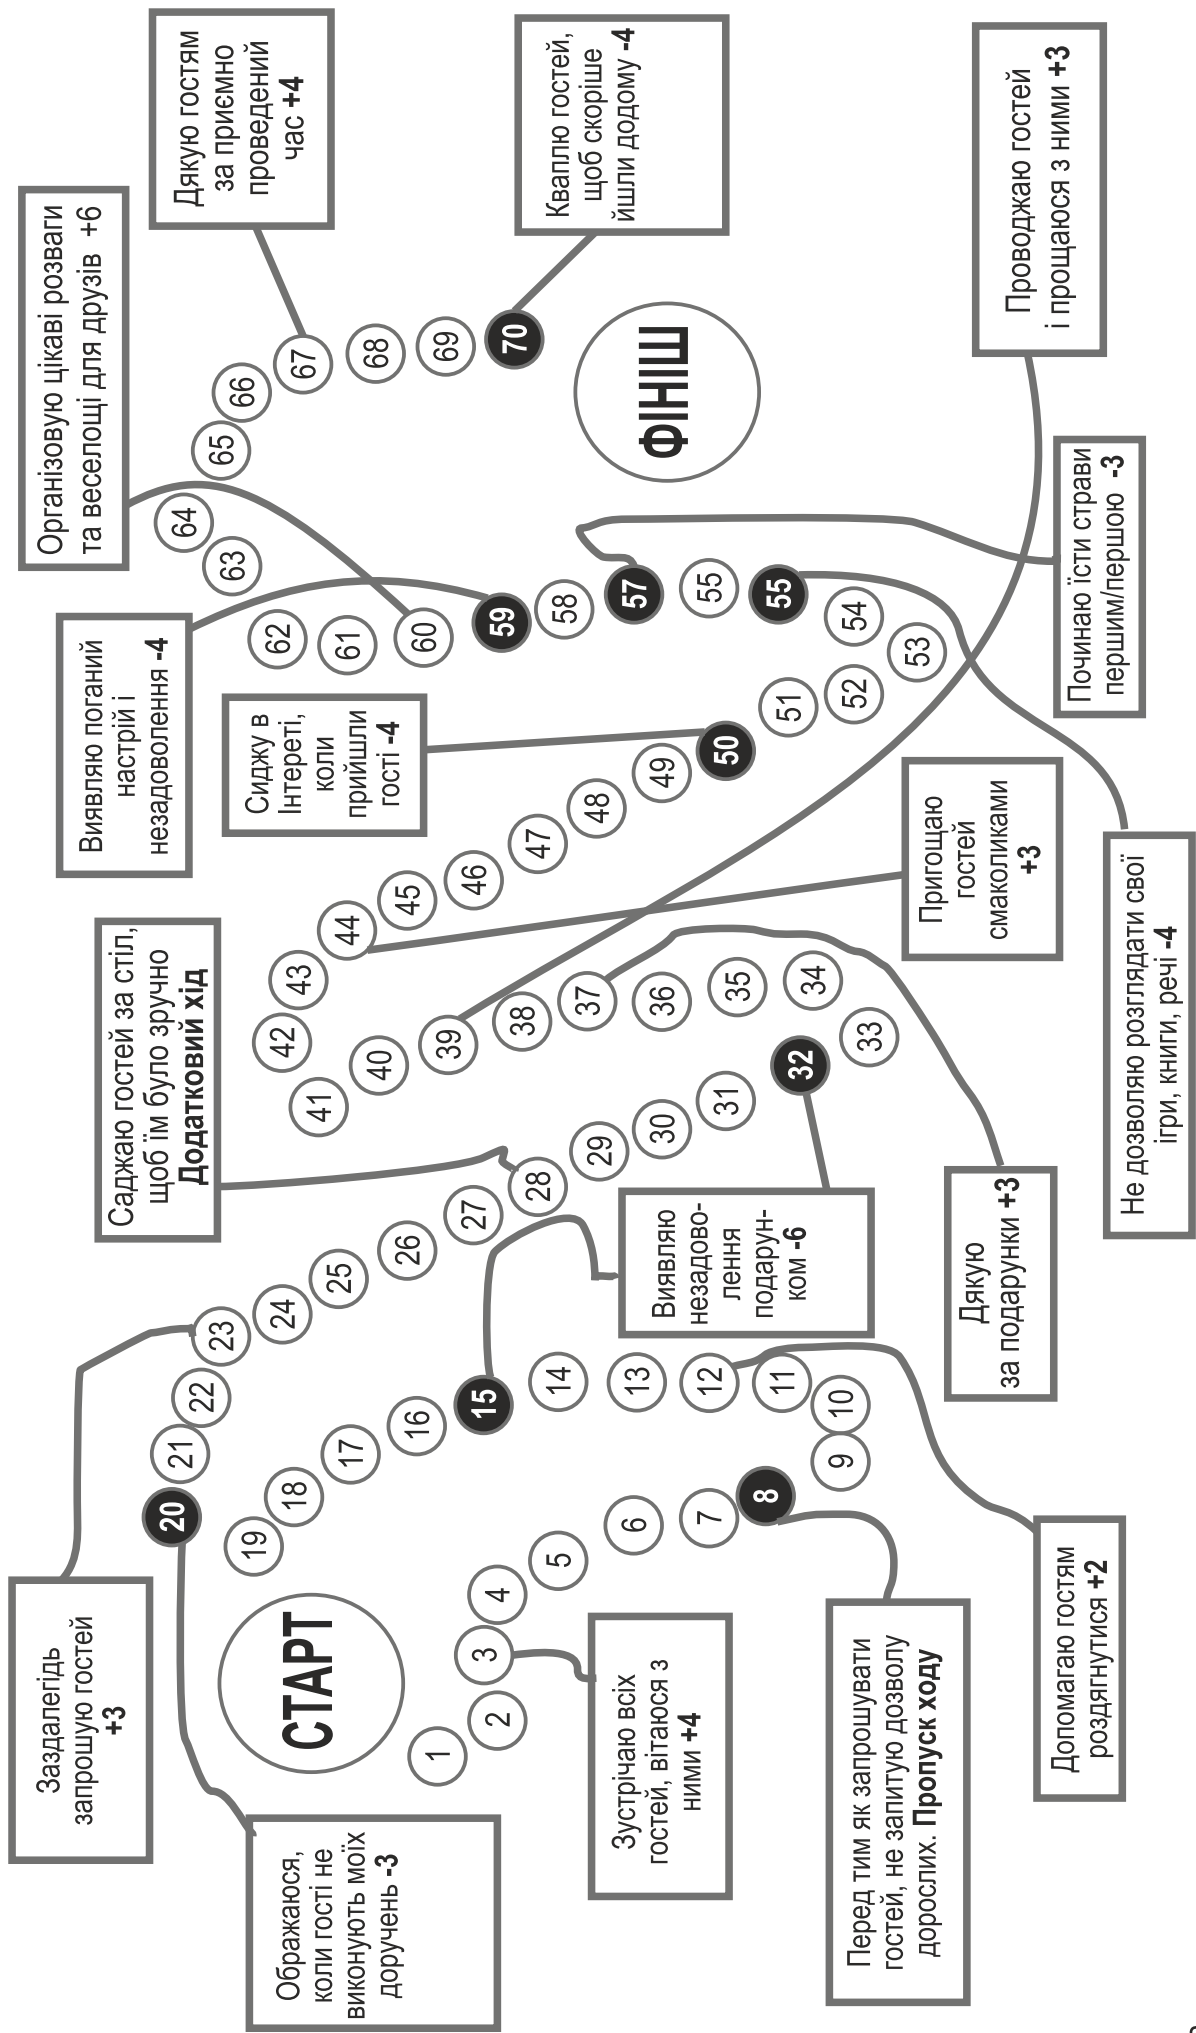 СТАРТ
1
2
3
4
5
6
7
8
9
10
11
12
13
14
15
16
17
18
19
20
21
22
23
24
25
26
27
28
29
30
31
32
33
34
35
36
37
38
39
40
41
42
43
44
45
46
47
48
49
50
51
52
53
54
55
55
57
58
59
60
61
62
63
64
65
66
67
68
69
70
ФІНІШ
Ображаюся,
коли гості не
виконують моїх
доручень -3
Заздалегідь
запрошую гостей
+3
Зустрічаю всіх
гостей, вітаюся з
ними +4
Перед тим як запрошувати
гостей, не запитую дозволу
дорослих. Пропуск ходу
Допомагаю гостям
роздягнутися +2
Саджаю гостей за стіл,
щоб їм було зручно
Додатковий хід
Виявляю
незадово-
лення
подарун-
ком -6
Дякую
за подарунки +3
Виявляю поганий
настрій і
незадоволення -4
Сиджу в
Інтереті,
коли
прийшли
гості -4
Пригощаю
гостей
смаколиками
+3
Не дозволяю розглядати свої
ігри, книги, речі -4
Організовую цікаві розваги
та веселощі для друзів +6
Починаю їсти страви
першим/першою -3
Дякую гостям
за приємно
проведений
час +4
Кваплю гостей,
щоб скоріше
йшли додому -4
Проводжаю гостей
і прощаюся з ними +3